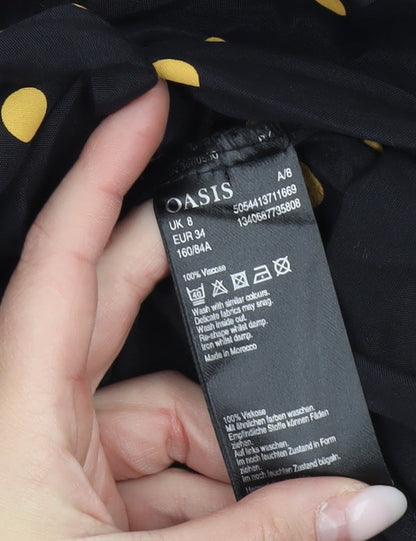 OASIS A/8
UK 8 5054413711669
EUR 34 1340987735808
160/84A
100% Viscose
40
Wash with similar colours.
Delicate fabrics may snag.
Wash inside out.
Re-shape whilst damp.
Iron whilst damp.
Made in Morocco
100% Viskose
Mit ähnlichen farben waschen.
Empfindliche Stoffe können Fäden
ziehen.
Auf links waschen.
Im noch feuchten Zustand in Form
ziehen.
Im noch feuchten Zustand bügeln.